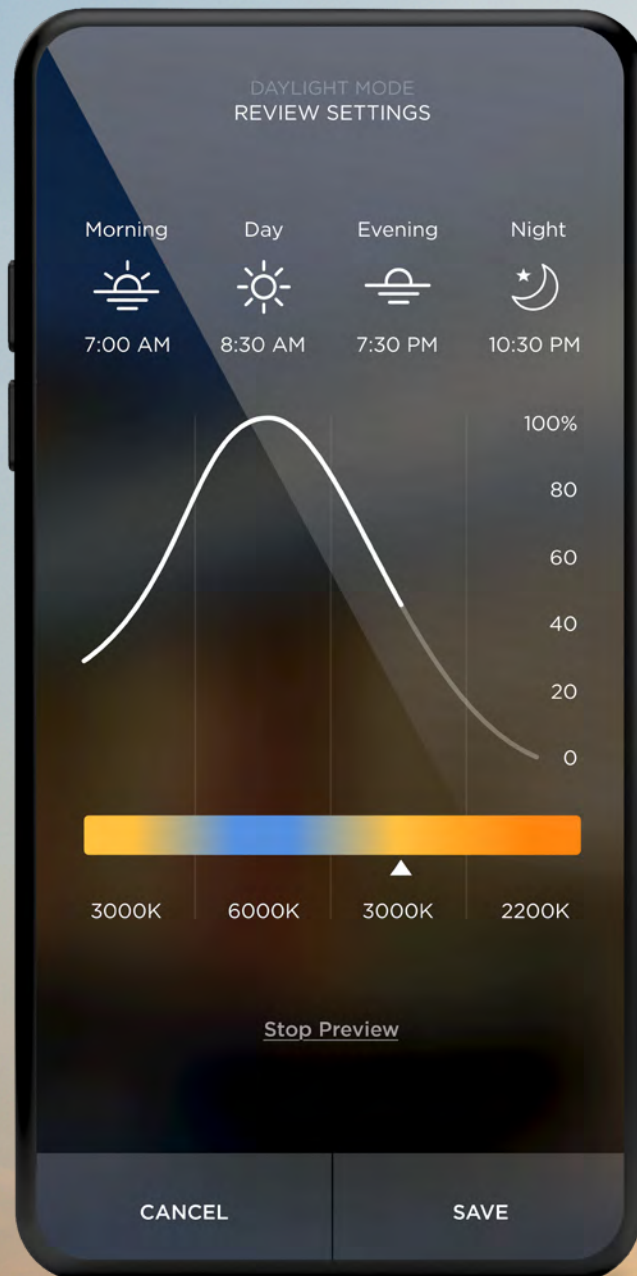 DAYLIGHT MODE
REVIEW SETTINGS
Morning Day Evening Night
7:00 AM 8:30 AM 7:30 PM 10:30 PM
100%
80
60
40
20
0
3000K 6000K 3000K 2200K
Stop Preview
CANCEL SAVE